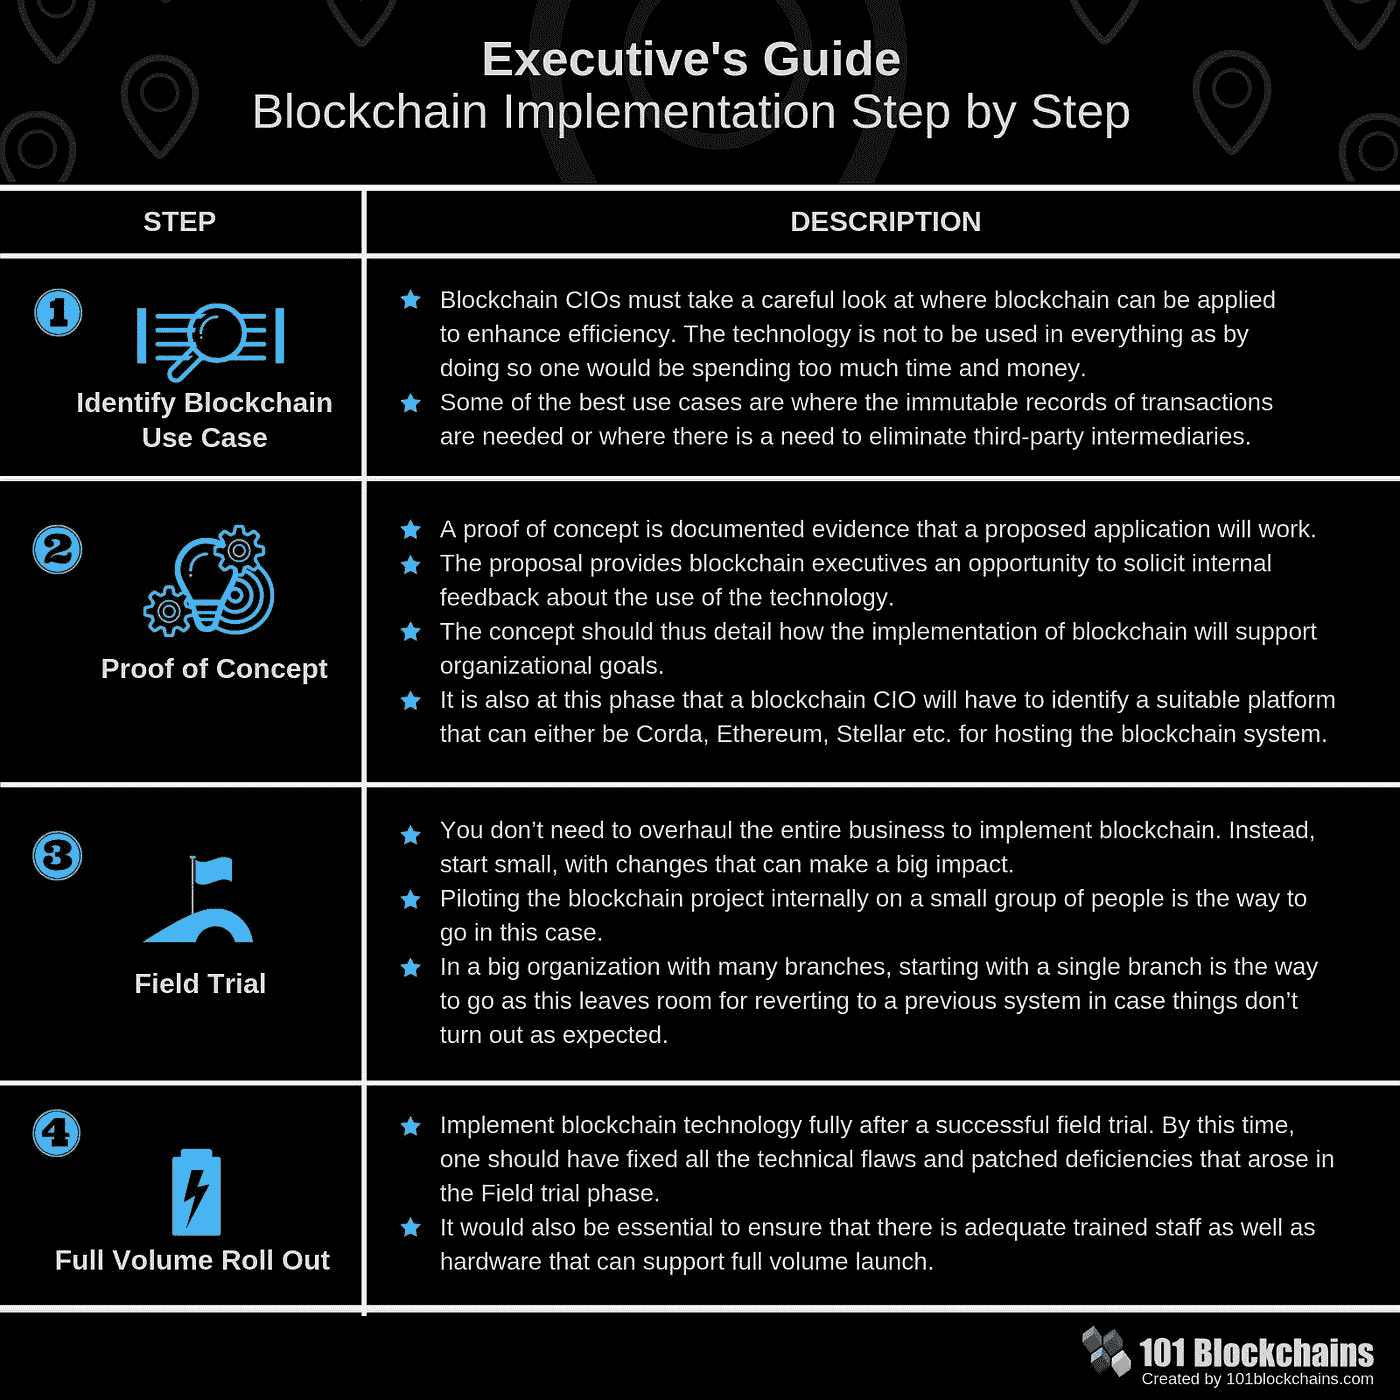 Executive's Guide
Blockchain Implementation Step by Step
STEP
DESCRIPTION
1
Identify Blockchain
Use Case
Blockchain CIOs must take a careful look at where blockchain can be applied
to enhance efficiency. The technology is not to be used in everything as by
doing so one would be spending too much time and money.
Some of the best use cases are where the immutable records of transactions
are needed or where there is a need to eliminate third-party intermediaries.
2
Proof of Concept
A proof of concept is documented evidence that a proposed application will work.
The proposal provides blockchain executives an opportunity to solicit internal
feedback about the use of the technology.
The concept should thus detail how the implementation of blockchain will support
organizational goals.
It is also at this phase that a blockchain CIO will have to identify a suitable platform
that can either be Corda, Ethereum, Stellar etc. for hosting the blockchain system.
3
Field Trial
You don’t need to overhaul the entire business to implement blockchain. Instead,
start small, with changes that can make a big impact.
Piloting the blockchain project internally on a small group of people is the way to
go in this case.
In a big organization with many branches, starting with a single branch is the way
to go as this leaves room for reverting to a previous system in case things don’t
turn out as expected.
4
Full Volume Roll Out
Implement blockchain technology fully after a successful field trial. By this time,
one should have fixed all the technical flaws and patched deficiencies that arose in
the Field trial phase.
It would also be essential to ensure that there is adequate trained staff as well as
hardware that can support full volume launch.
101 Blockchains
Created by 101blockchains.com